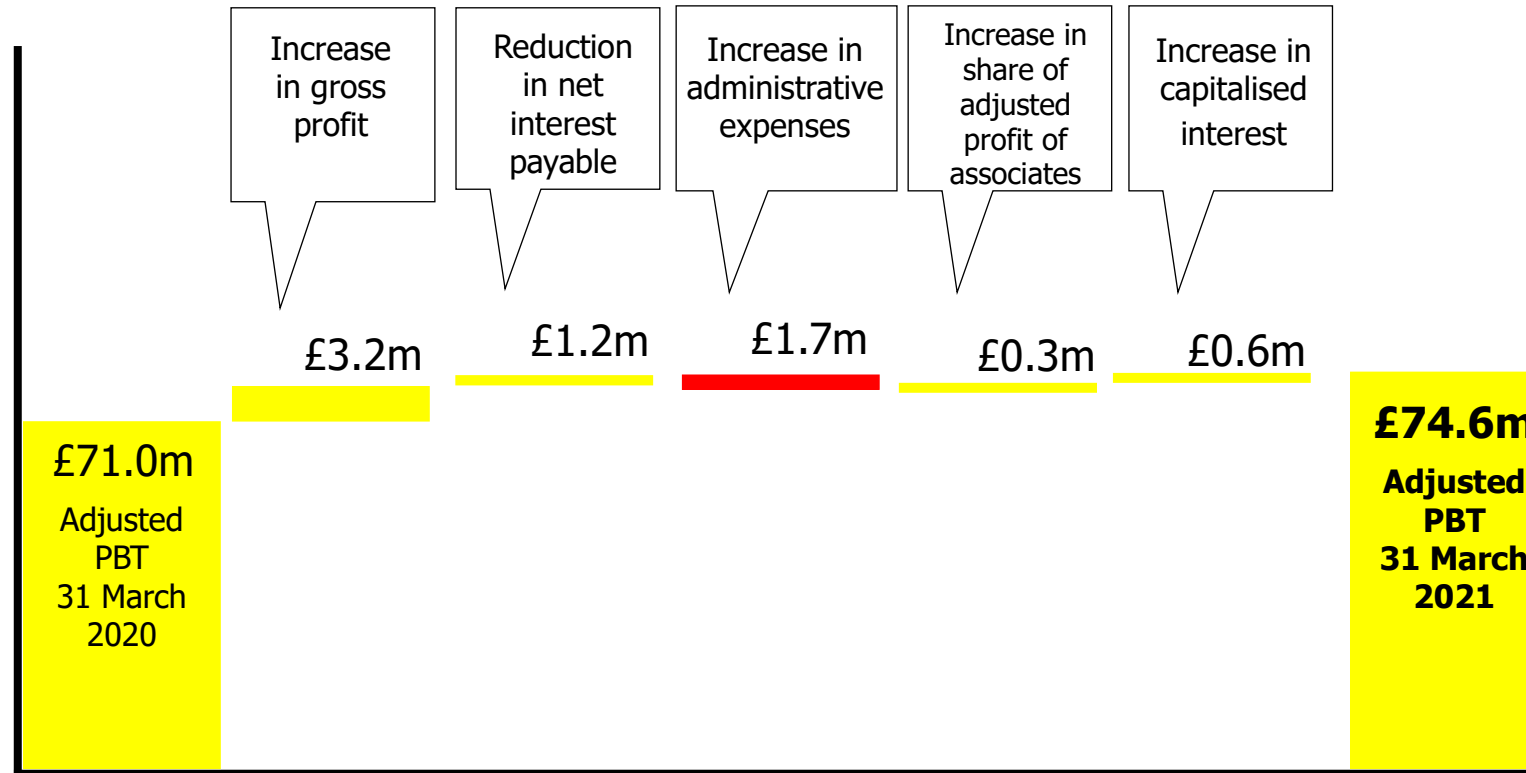 Increase
in gross
profit
Reduction
in net
interest
payable
Increase in
administrative
expenses
Increase in
share of
adjusted
profit of
associates
Increase in
capitalised
interest
£3.2m
£1.2m
£1.7m
£0.3m
£0.6m
£71.0m
Adjusted
PBT
31 March
2020
£74.6m
Adjusted
PBT
31 March
2021